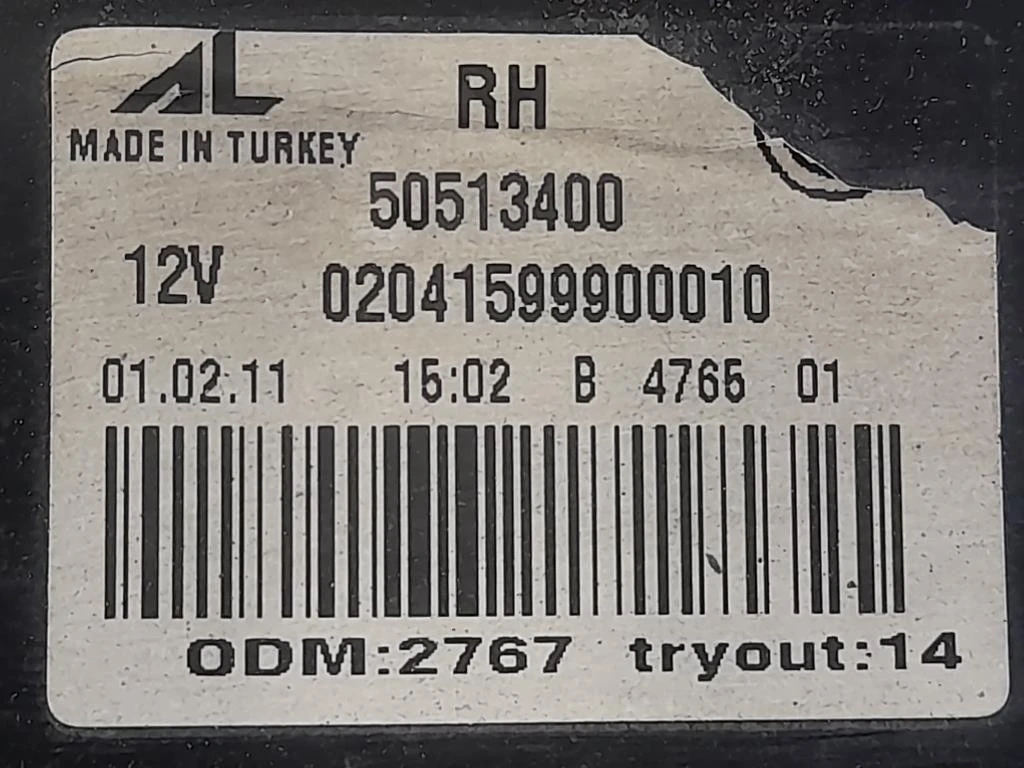 AL RH
MADE IN TURKEY
50513400
12V 02041599900010
01.02.11 15:02 B 4765 01
ODM:2767 tryout:14